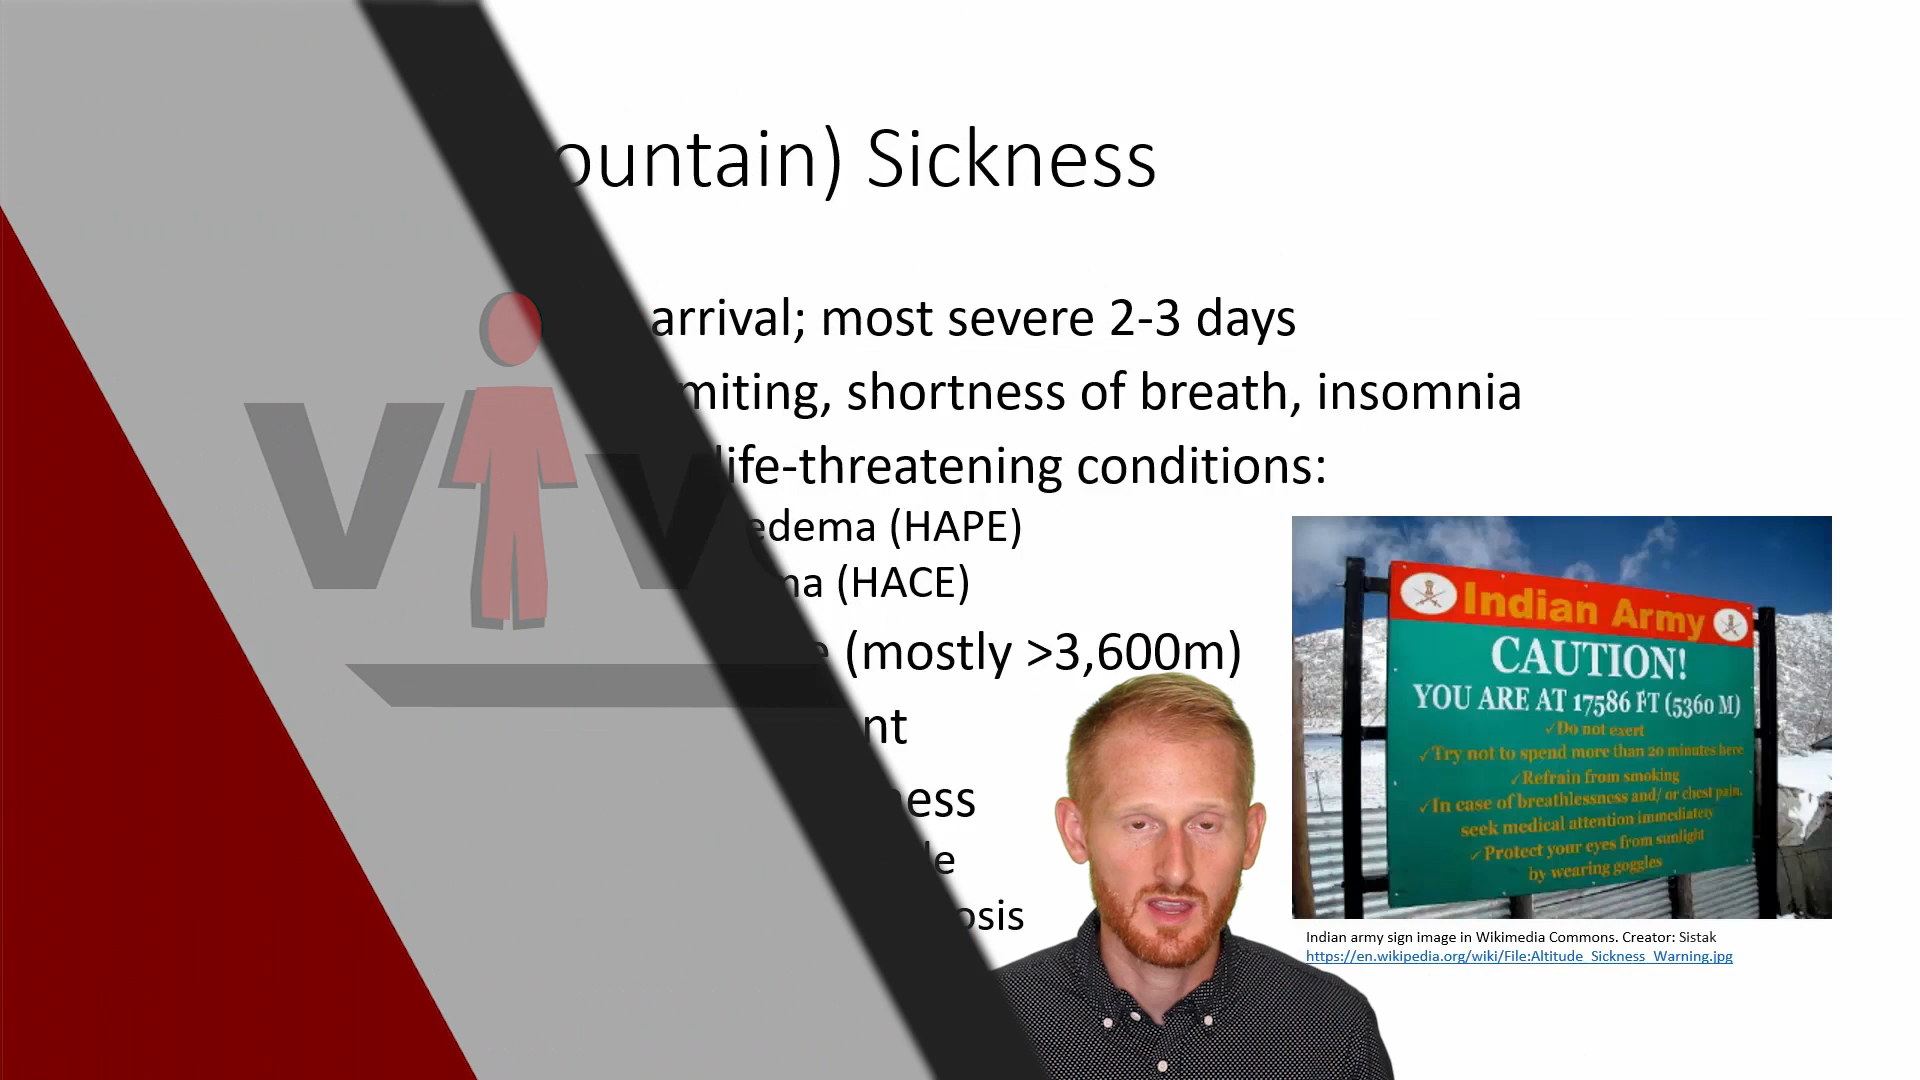 ountain) Sickness
arrival; most severe 2-3 days
miting, shortness of breath, insomnia
life-threatening conditions:
edema (HAPE)
ma (HACE)
e (mostly >3,600m)
nt
ness
le
osis
Indian Army
CAUTION!
YOU ARE AT 17586 FT (5360 M)
✓Do not exert
✓Try not to spend more than 20 minutes here
✓Refrain from smoking
✓In case of breathlessness and/ or chest pain,
seek medical attention immediately
✓Protect your eyes from sunlight
by wearing goggles
Indian army sign image in Wikimedia Commons. Creator: Sistak
https://en.wikipedia.org/wiki/File:Altitude_Sickness_Warning.jpg